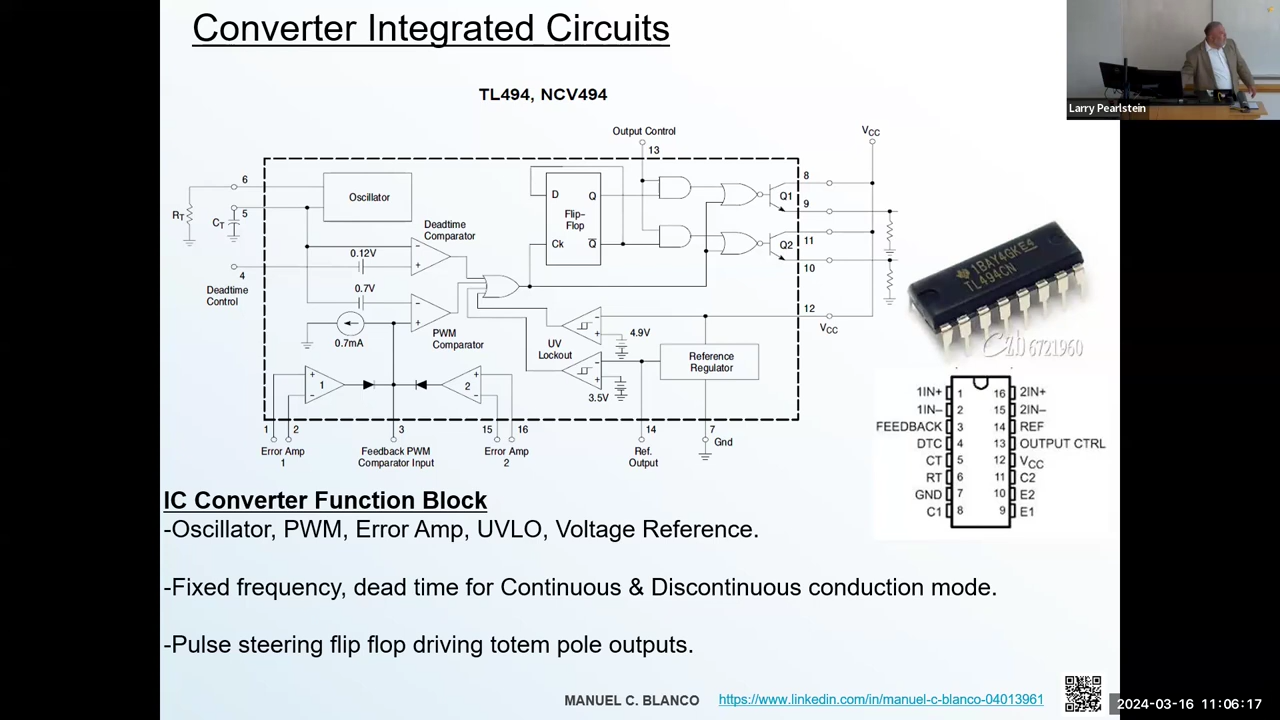 Converter Integrated Circuits
Larry Pearlstein
TL494, NCV494
Output Control
13
VCC
6
RT
CT
5
Oscillator
D
Q
Flip–
Flop
Ck
Q
8
Q1
9
Q2
11
10
Deadtime
Comparator
0.12V
4
Deadtime
Control
0.7V
0.7mA
PWM
Comparator
UV
Lockout
4.9V
3.5V
Reference
Regulator
12
VCC
1
2
1
2
3
15
16
14
7
Error Amp
1
Feedback PWM
Comparator Input
Error Amp
2
Ref.
Output
Gnd
IBAY4GKE4
TL494CN
Czb 6721960
1IN+ 1 16 2IN+
1IN– 2 15 2IN–
FEEDBACK 3 14 REF
DTC 4 13 OUTPUT CTRL
CT 5 12 VCC
RT 6 11 C2
GND 7 10 E2
C1 8 9 E1
IC Converter Function Block
-Oscillator, PWM, Error Amp, UVLO, Voltage Reference.
-Fixed frequency, dead time for Continuous & Discontinuous conduction mode.
-Pulse steering flip flop driving totem pole outputs.
MANUEL C. BLANCO https://www.linkedin.com/in/manuel-c-blanco-04013961
2024-03-16 11:06:17